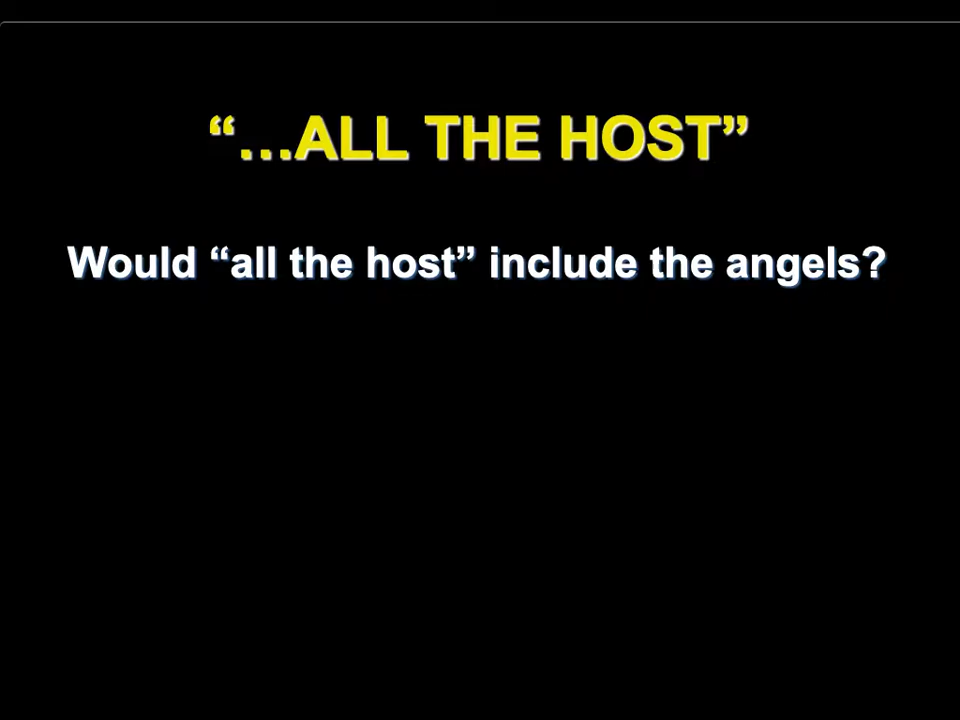 “…ALL THE HOST”
Would “all the host” include the angels?